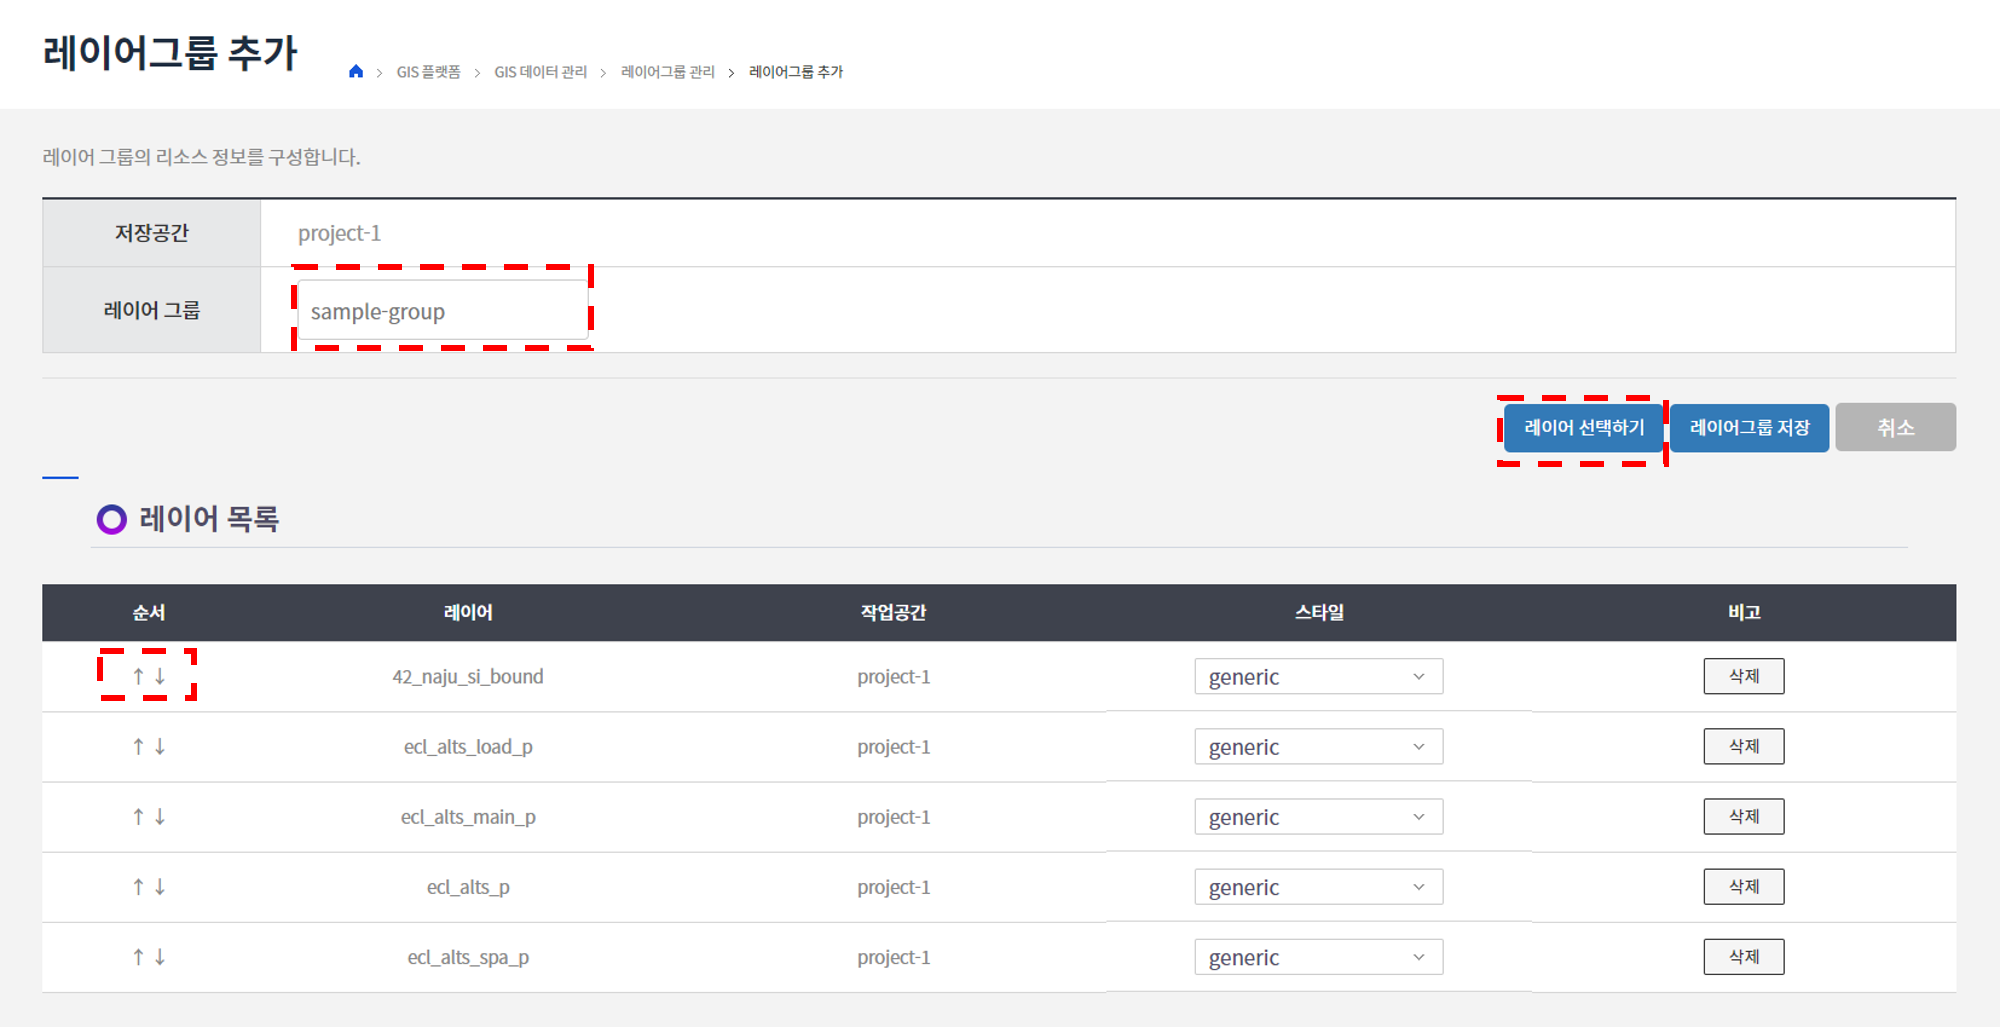 레이어그룹 추가
GIS 플랫폼 > GIS 데이터 관리 > 레이어그룹 관리 > 레이어그룹 추가
레이어 그룹의 리소스 정보를 구성합니다.
저장공간 project-1
레이어 그룹 sample-group
레이어 선택하기 레이어그룹 저장 취소
레이어 목록
순서 레이어 작업공간 스타일 비고
↑ ↓ 42_naju_si_bound project-1 generic 삭제
↑ ↓ ecl_alts_load_p project-1 generic 삭제
↑ ↓ ecl_alts_main_p project-1 generic 삭제
↑ ↓ ecl_alts_p project-1 generic 삭제
↑ ↓ ecl_alts_spa_p project-1 generic 삭제